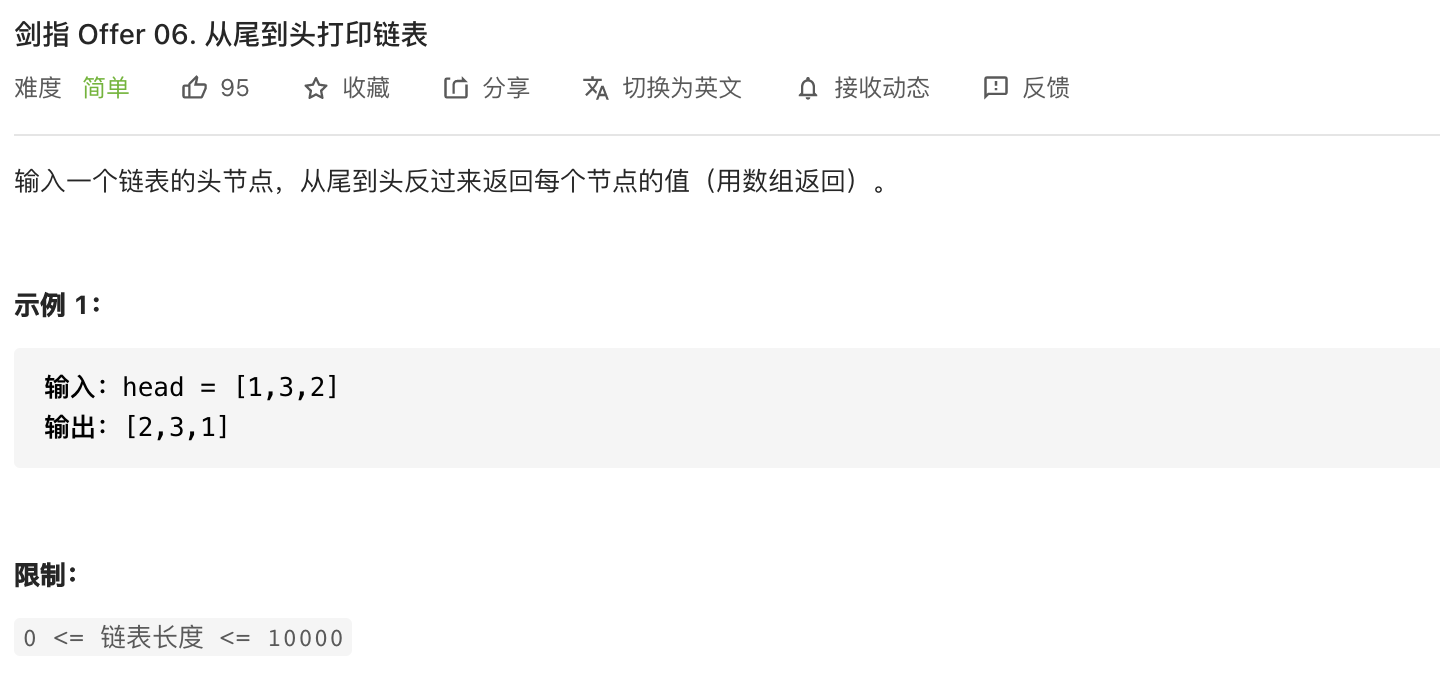 剑指 Offer 06. 从尾到头打印链表
难度 简单 95 收藏 分享 切换为英文 接收动态 反馈
输入一个链表的头节点，从尾到头反过来返回每个节点的值（用数组返回）。
示例 1：
输入：head = [1,3,2]
输出：[2,3,1]
限制：
0 <= 链表长度 <= 10000